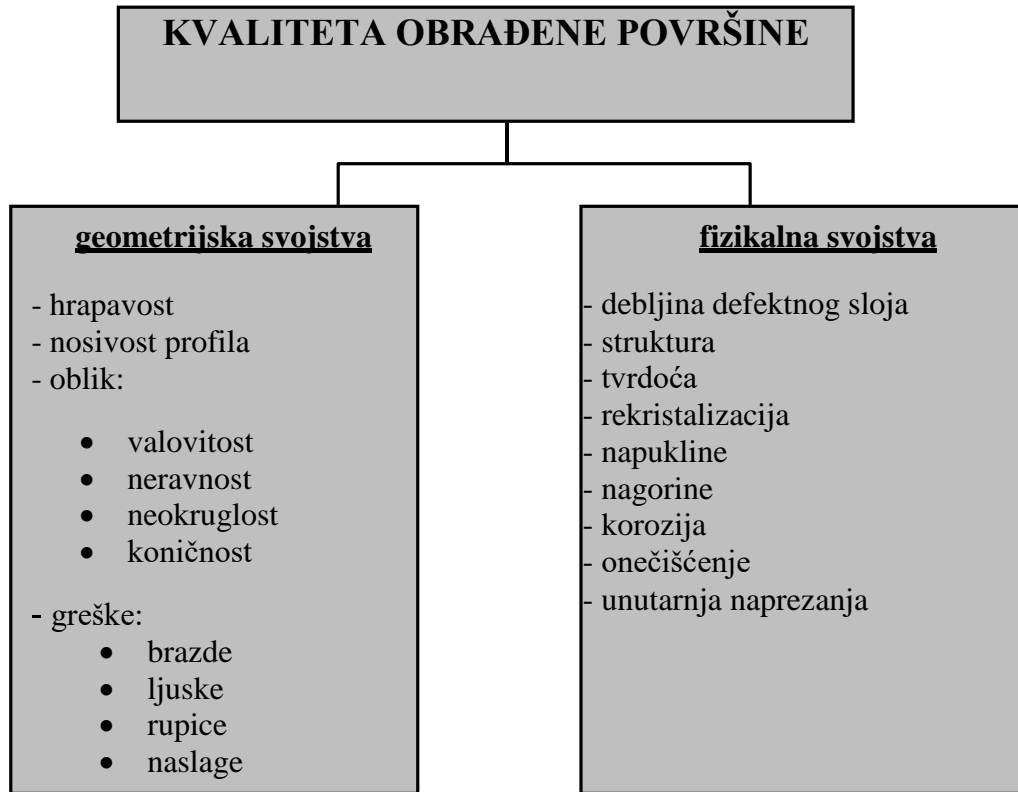 KVALITETA OBRAĐENE POVRŠINE
geometrijska svojstva
- hrapavost
- nosivost profila
- oblik:
• valovitost
• neravnost
• neokruglost
• koničnost
- greške:
• brazde
• ljuske
• rupice
• naslage
fizikalna svojstva
- debljina defektnog sloja
- struktura
- tvrdoća
- rekristalizacija
- napukline
- nagorine
- korozija
- onečišćenje
- unutarnja naprezanja